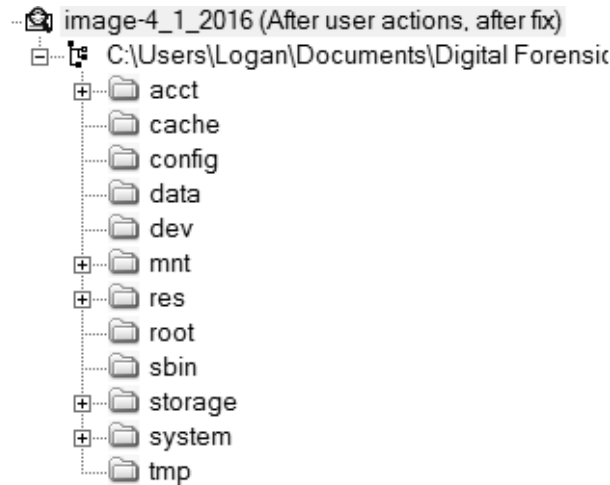 image-4_1_2016 (After user actions, after fix)
C:\Users\Logan\Documents\Digital Forensic
acct
cache
config
data
dev
mnt
res
root
sbin
storage
system
tmp